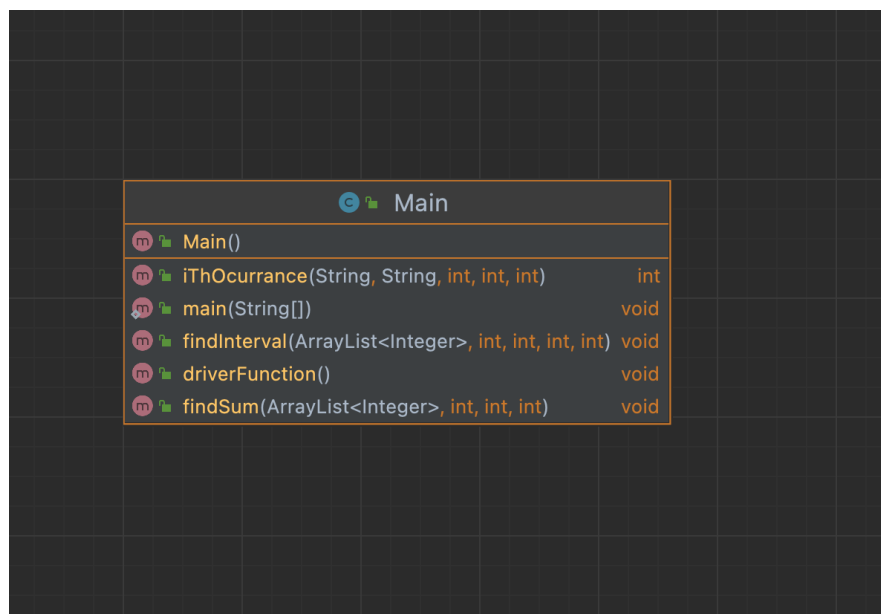 C Main
m Main()
m iThOcurrance(String, String, int, int, int) int
m main(String[]) void
m findInterval(ArrayList<Integer>, int, int, int, int) void
m driverFunction() void
m findSum(ArrayList<Integer>, int, int, int) void